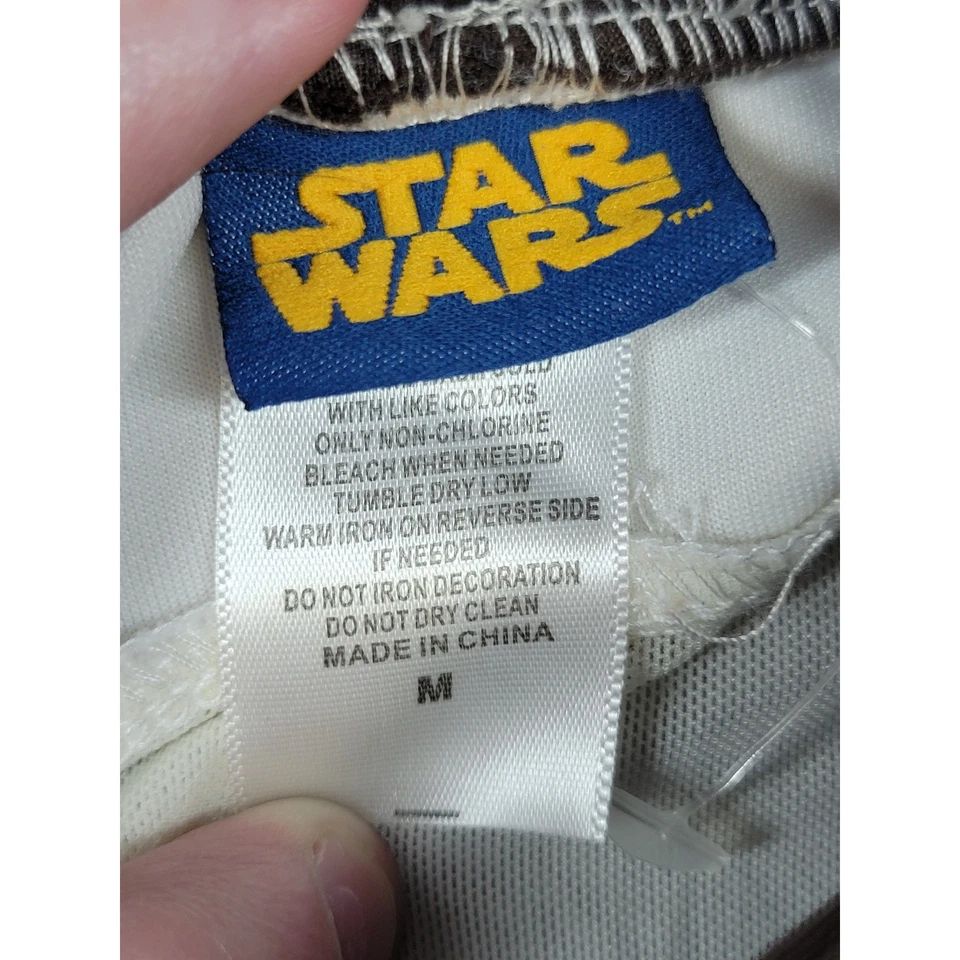 STAR
WARS™
COLD
WITH LIKE COLORS
ONLY NON-CHLORINE
BLEACH WHEN NEEDED
TUMBLE DRY LOW
WARM IRON ON REVERSE SIDE
IF NEEDED
DO NOT IRON DECORATION
DO NOT DRY CLEAN
MADE IN CHINA
M